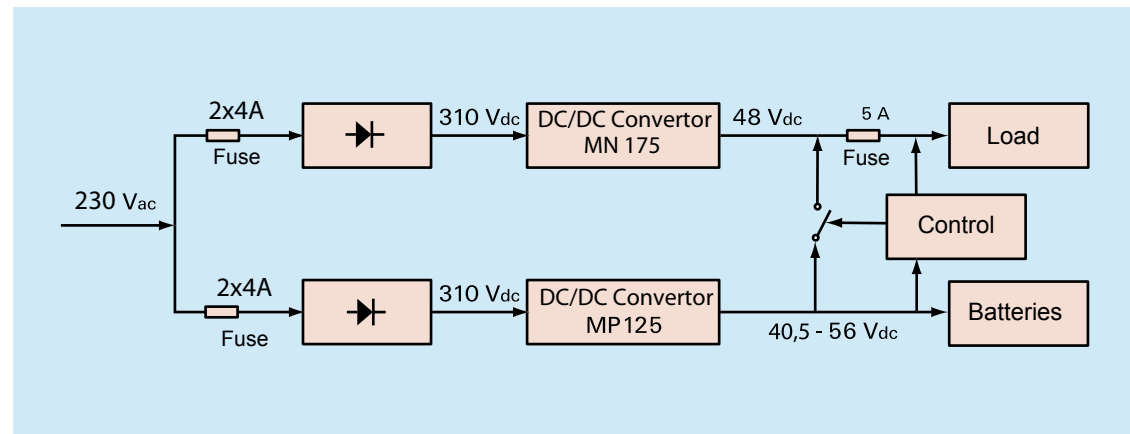 2x4A
Fuse
310 Vdc
DC/DC Convertor
MN 175
48 Vdc
5 A
Fuse
Load
230 Vac
Control
2x4A
Fuse
310 Vdc
DC/DC Convertor
MP125
40,5 - 56 Vdc
Batteries